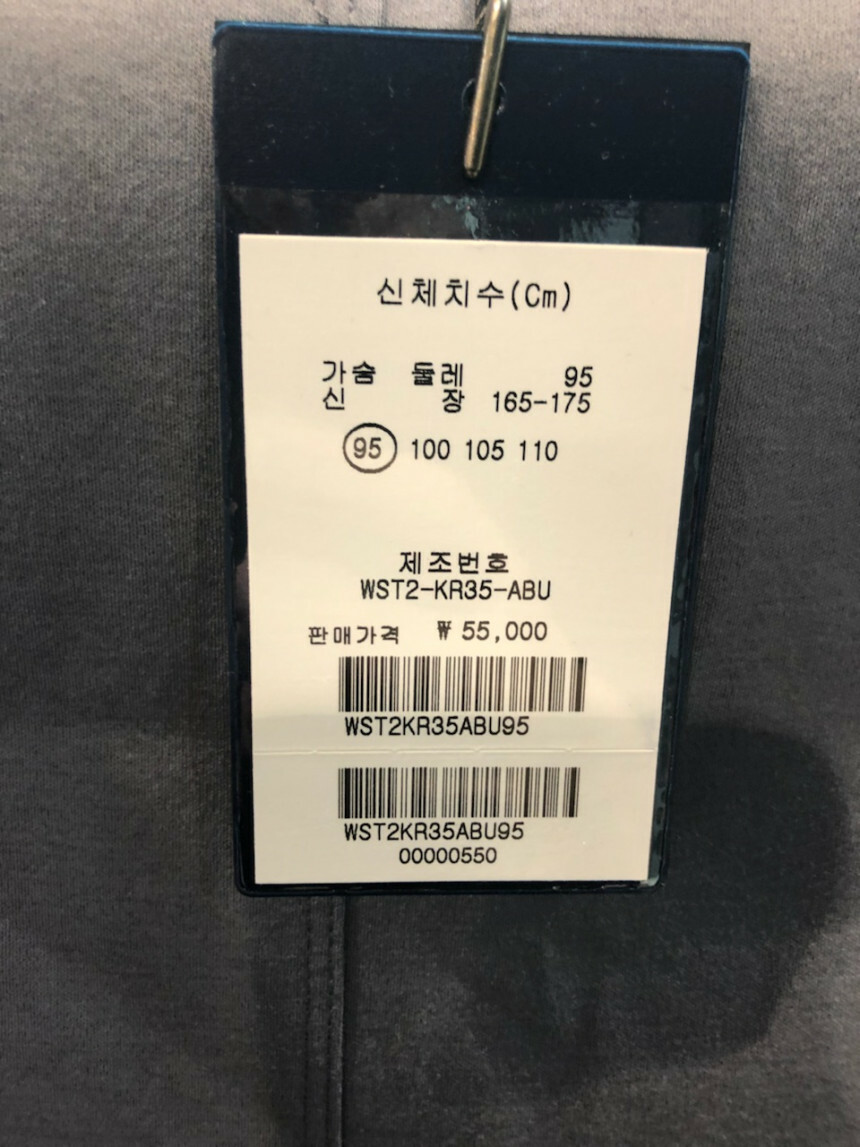 신체치수(Cm)
가슴 둘레 95
신 장 165-175
95 100 105 110
제조번호
WST2-KR35-ABU
판매가격 ₩ 55,000
WST2KR35ABU95
WST2KR35ABU95
00000550